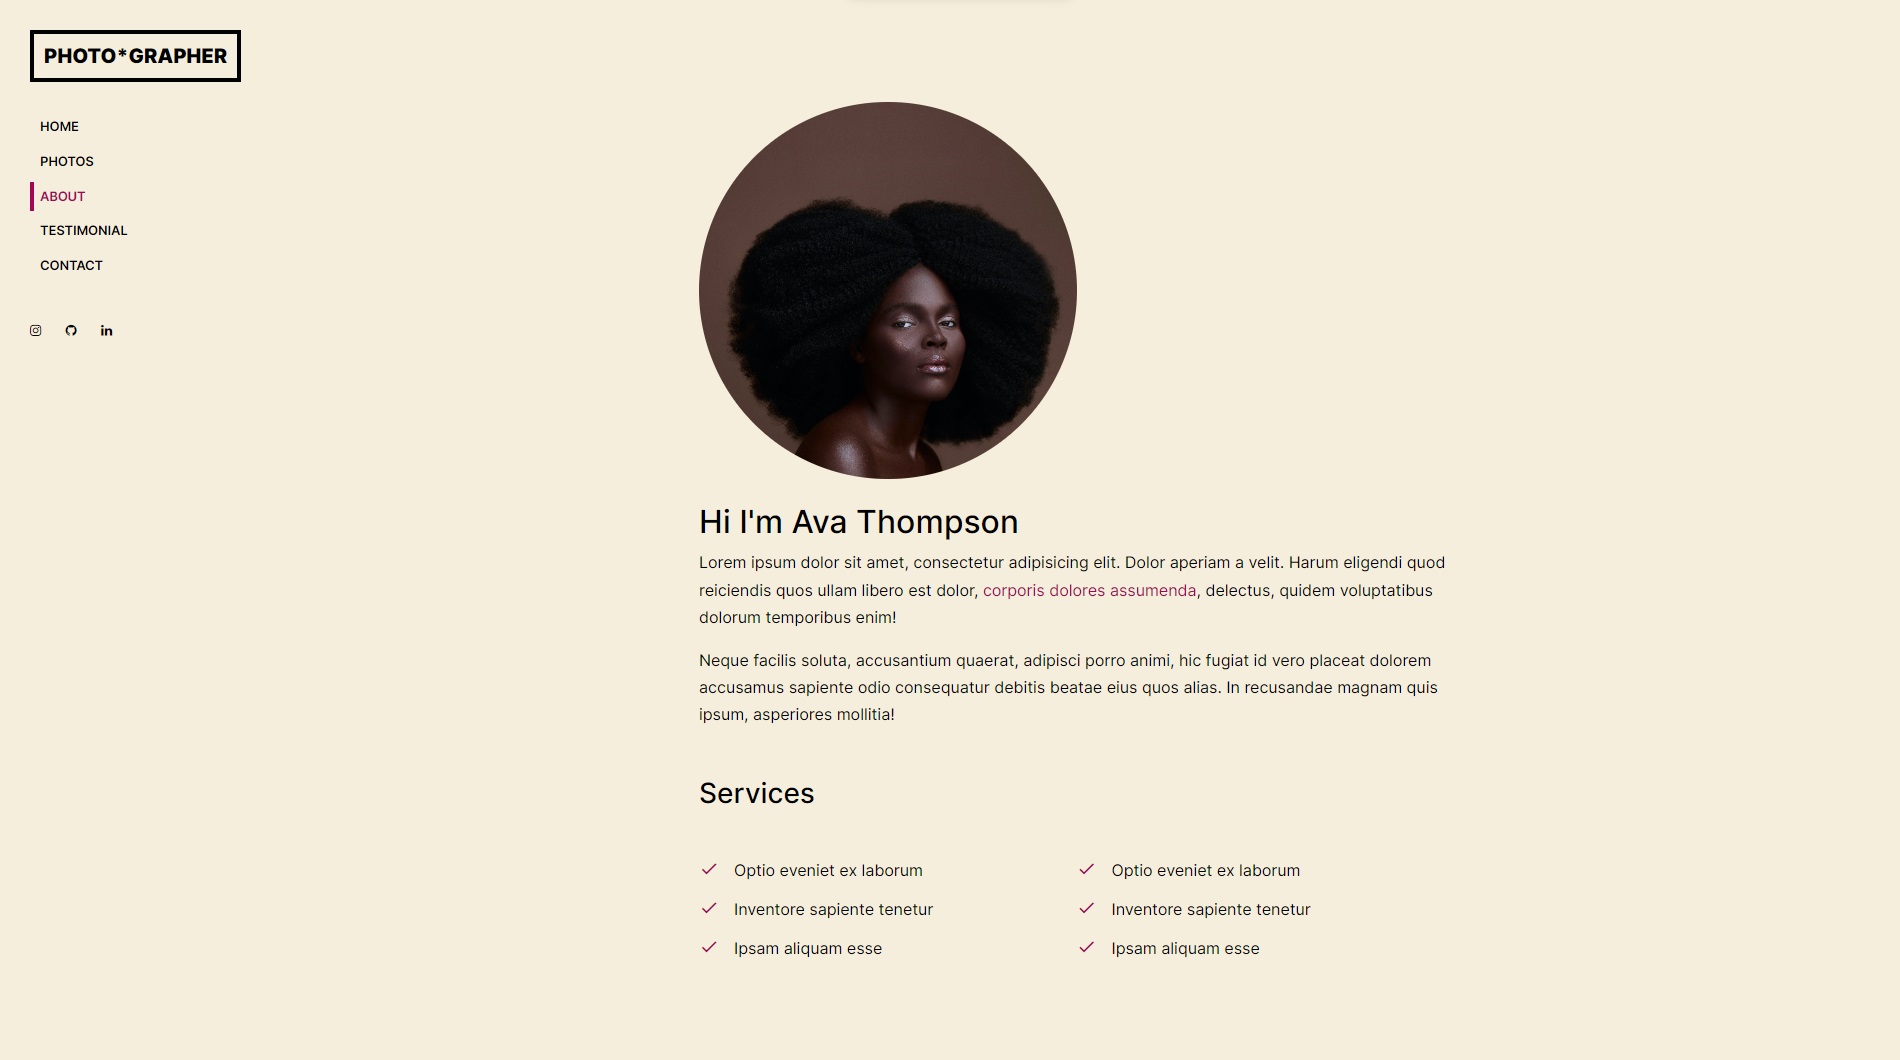 PHOTO*GRAPHER
HOME
PHOTOS
ABOUT
TESTIMONIAL
CONTACT
Hi I'm Ava Thompson
Lorem ipsum dolor sit amet, consectetur adipisicing elit. Dolor aperiam a velit. Harum eligendi quod
reiciendis quos ullam libero est dolor, corporis dolores assumenda, delectus, quidem voluptatibus
dolorum temporibus enim!
Neque facilis soluta, accusantium quaerat, adipisci porro animi, hic fugiat id vero placeat dolorem
accusamus sapiente odio consequatur debitis beatae eius quos alias. In recusandae magnam quis
ipsum, asperiores mollitia!
Services
Optio eveniet ex laborum
Inventore sapiente tenetur
Ipsam aliquam esse
Optio eveniet ex laborum
Inventore sapiente tenetur
Ipsam aliquam esse